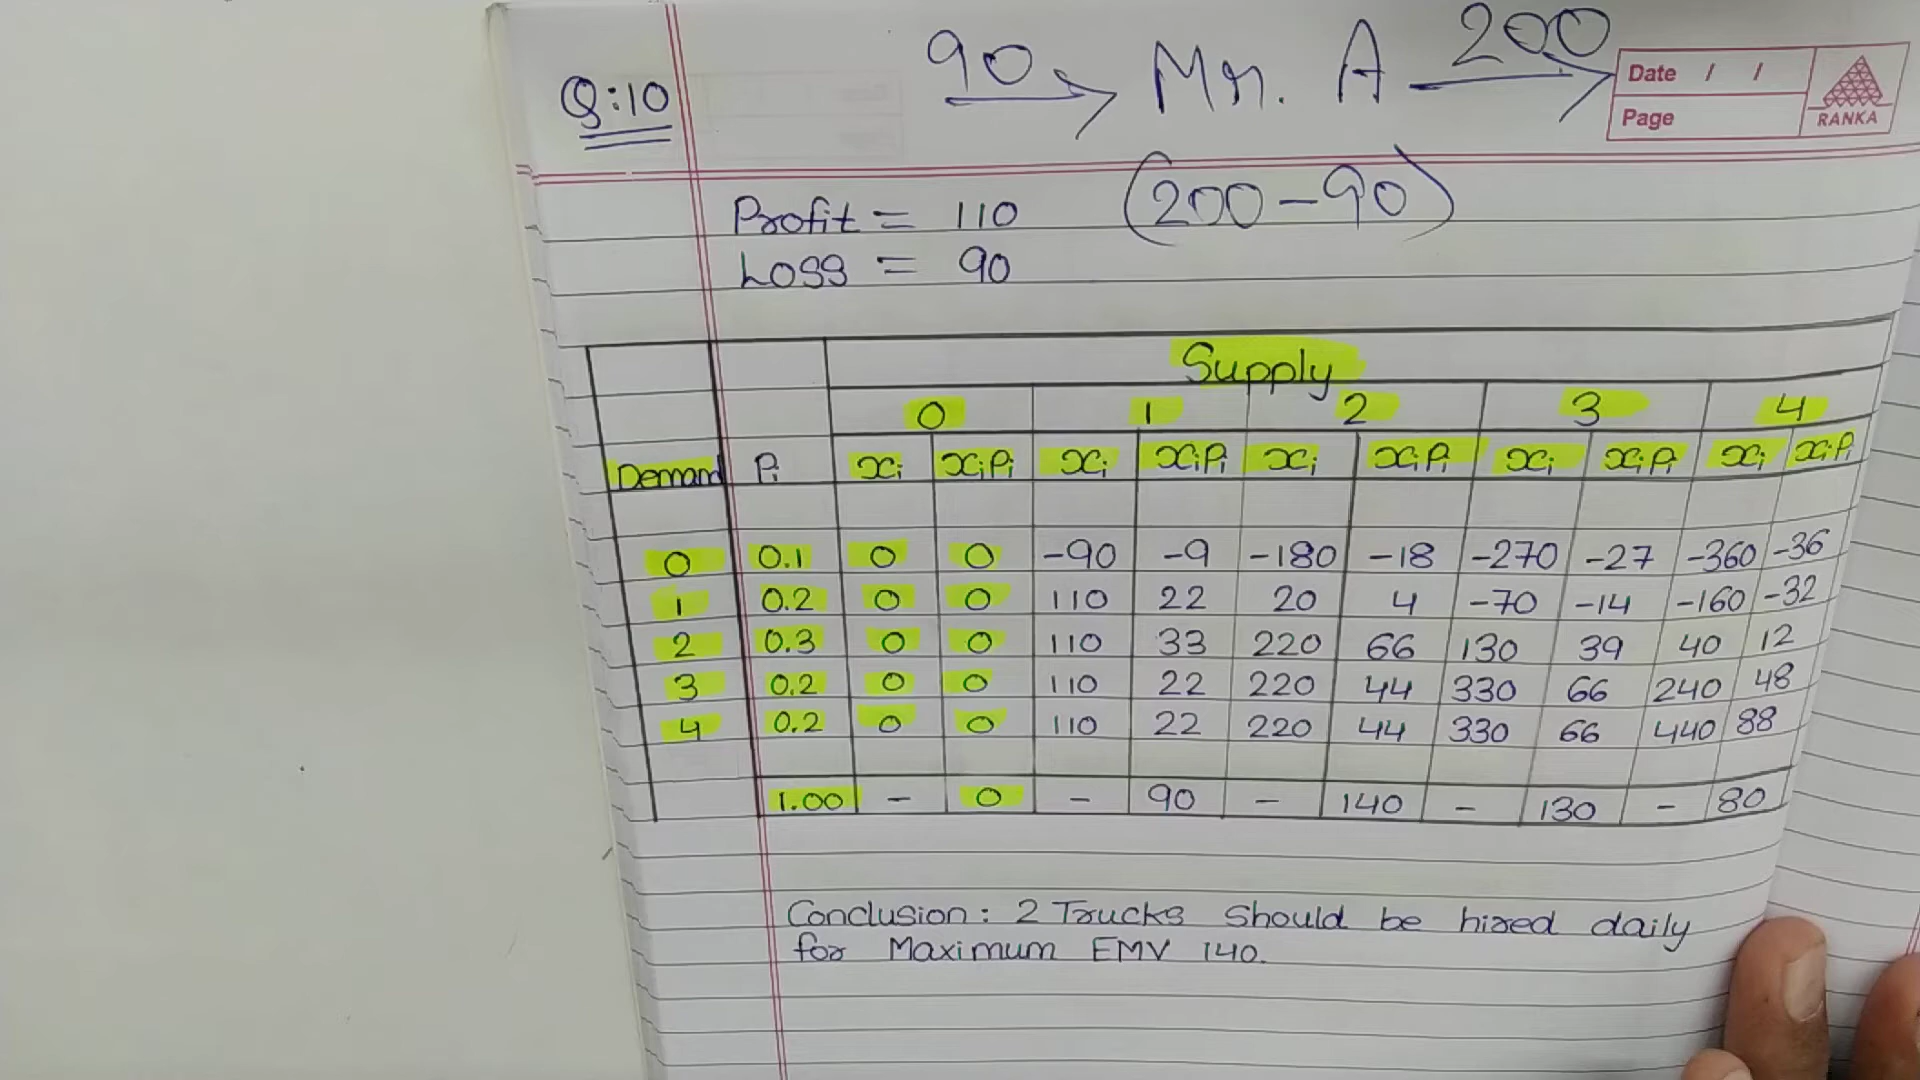 90 Mr. A 200
Q:10
Date / /
Page
RANKA
Profit = 110 (200-90)
Loss = 90
Supply
0 1 2 3 4
Demand Pi xi xiPi xi xiPi xi xiPi xi xiPi xi xiPi
0 0.1 0 0 -90 -9 -180 -18 -270 -27 -360 -36
1 0.2 0 0 110 22 20 4 -70 -14 -160 -32
2 0.3 0 0 110 33 220 66 130 39 40 12
3 0.2 0 0 110 22 220 44 330 66 240 48
4 0.2 0 0 110 22 220 44 330 66 440 88
1.00 - 0 - 90 - 140 - 130 - 80
Conclusion: 2 Trucks should be hired daily
for Maximum EMV 140.